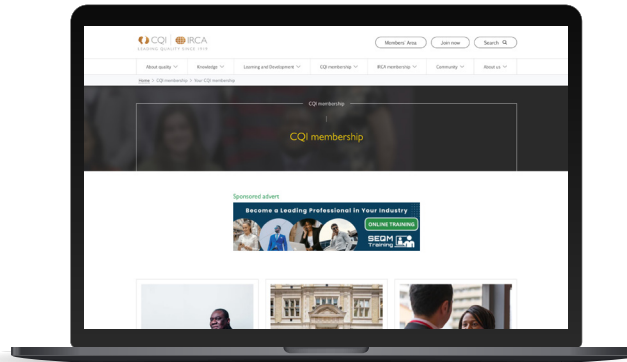 CQI IRCA
LEADING QUALITY SINCE 1919
Members' Area
Join now
Search
About quality
Knowledge
Learning and Development
CQI membership
IRCA membership
Community
About us
Home > CQI membership > Your CQI membership
CQI membership
CQI membership
Sponsored advert
Become a Leading Professional in Your Industry
ONLINE TRAINING
SEQM
Training